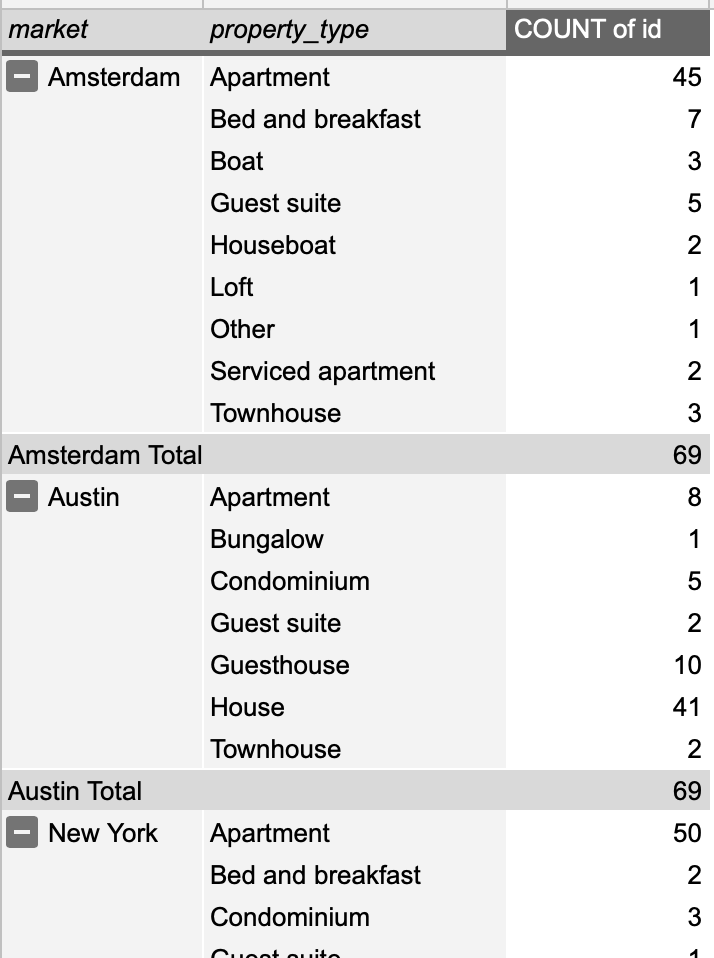 market property_type COUNT of id
Amsterdam Apartment 45
Bed and breakfast 7
Boat 3
Guest suite 5
Houseboat 2
Loft 1
Other 1
Serviced apartment 2
Townhouse 3
Amsterdam Total 69
Austin Apartment 8
Bungalow 1
Condominium 5
Guest suite 2
Guesthouse 10
House 41
Townhouse 2
Austin Total 69
New York Apartment 50
Bed and breakfast 2
Condominium 3
Guest suite 1